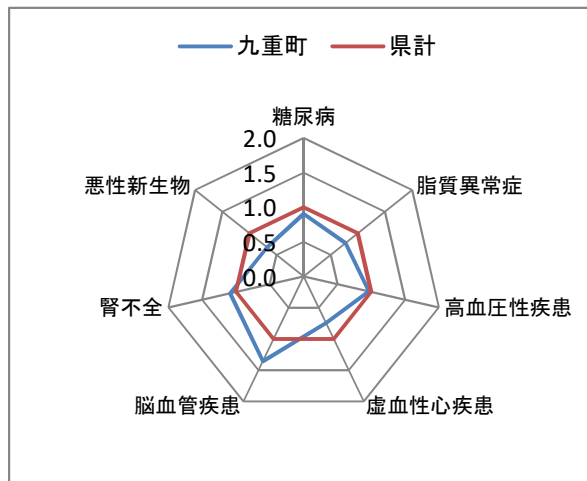 九重町 県計
糖尿病
2.0
1.5
1.0
0.5
0.0
脂質異常症
高血圧性疾患
虚血性心疾患
脳血管疾患
腎不全
悪性新生物